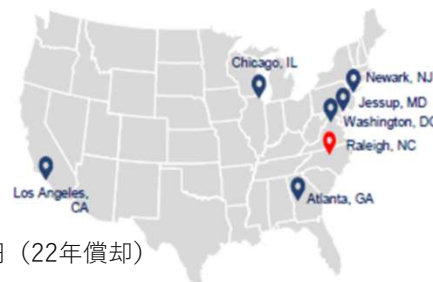 Chicago, IL
Newark, NJ
Jessup, MD
Washington, DC
Raleigh, NC
Los Angeles,
CA
Atlanta, GA
（22年償却）